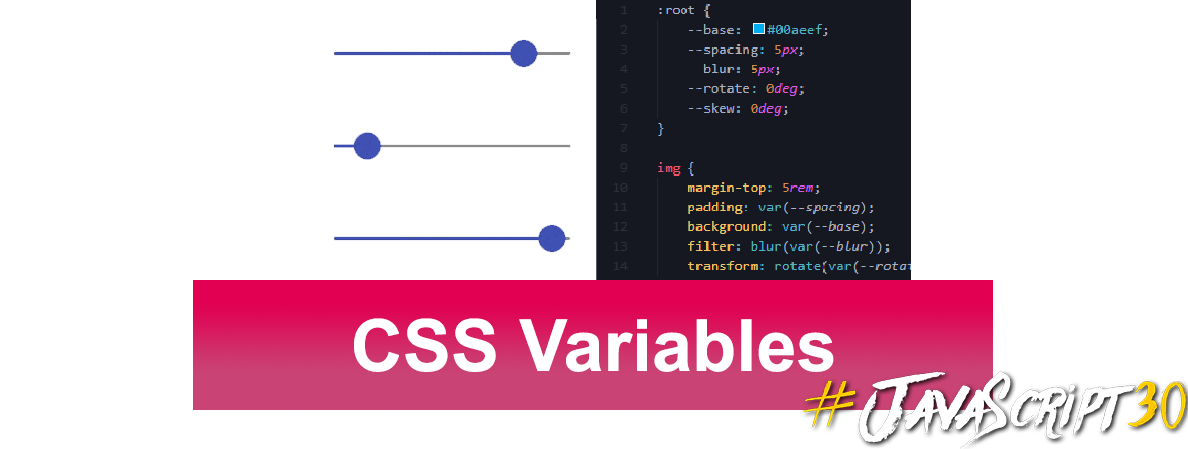 1 :root {
2 --base: #00aeef;
3 --spacing: 5px;
4 blur: 5px;
5 --rotate: 0deg;
6 --skew: 0deg;
7 }
8
9 img {
10 margin-top: 5rem;
11 padding: var(--spacing);
12 background: var(--base);
13 filter: blur(var(--blur));
14 transform: rotate(var(--rotat
CSS Variables
#JavaScript30